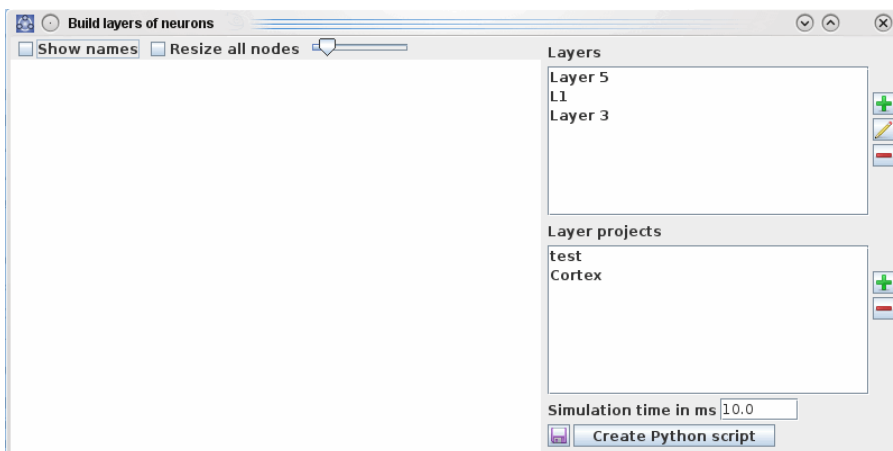 Build layers of neurons
Show names Resize all nodes
Layers
Layer 5
L1
Layer 3
Layer projects
test
Cortex
Simulation time in ms 10.0
Create Python script